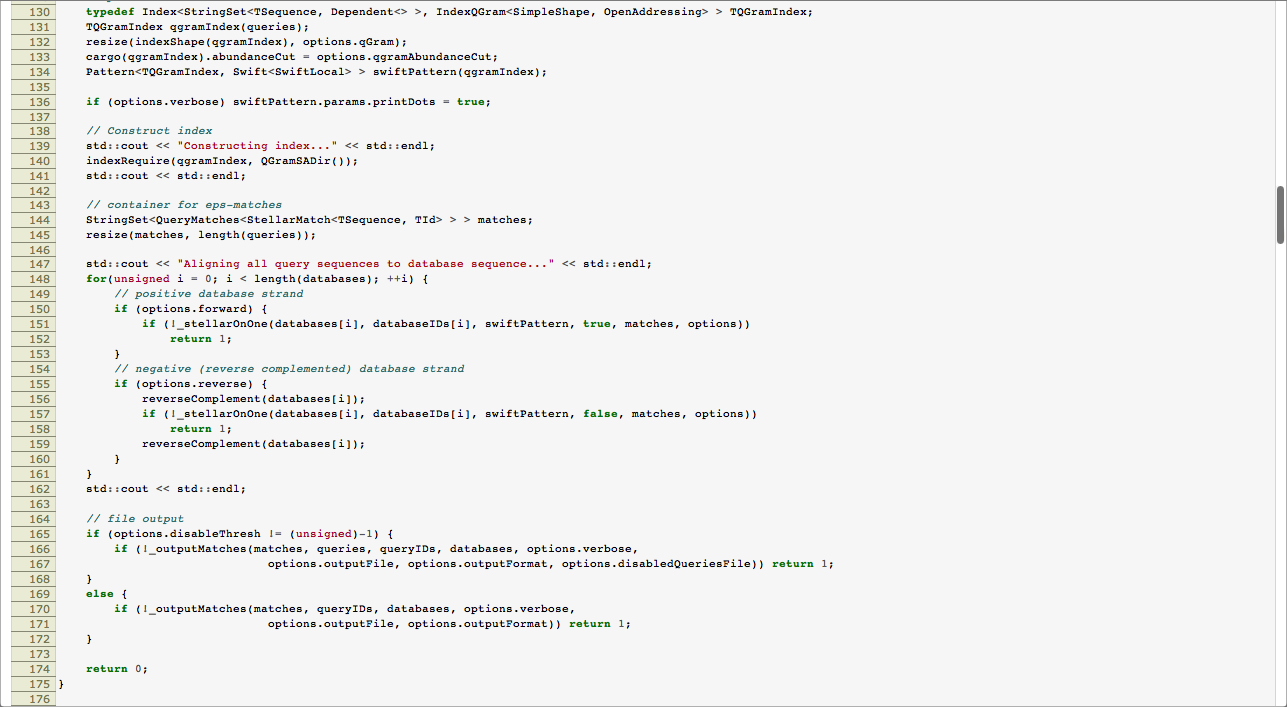 130 typedef Index<StringSet<TSequence, Dependent<> >, IndexQGram<SimpleShape, OpenAddressing> > TQGramIndex;
131 TQGramIndex qgramIndex(queries);
132 resize(indexShape(qgramIndex), options.qGram);
133 cargo(qgramIndex).abundanceCut = options.qgramAbundanceCut;
134 Pattern<TQGramIndex, Swift<SwiftLocal> > swiftPattern(qgramIndex);
135
136 if (options.verbose) swiftPattern.params.printDots = true;
137
138 // Construct index
139 std::cout << "Constructing index..." << std::endl;
140 indexRequire(qgramIndex, QGramSADir());
141 std::cout << std::endl;
142
143 // container for eps-matches
144 StringSet<QueryMatches<StellarMatch<TSequence, TId> > > matches;
145 resize(matches, length(queries));
146
147 std::cout << "Aligning all query sequences to database sequence..." << std::endl;
148 for(unsigned i = 0; i < length(databases); ++i) {
149 // positive database strand
150 if (options.forward) {
151 if (!_stellarOnOne(databases[i], databaseIDs[i], swiftPattern, true, matches, options))
152 return 1;
153 }
154 // negative (reverse complemented) database strand
155 if (options.reverse) {
156 reverseComplement(databases[i]);
157 if (!_stellarOnOne(databases[i], databaseIDs[i], swiftPattern, false, matches, options))
158 return 1;
159 reverseComplement(databases[i]);
160 }
161 }
162 std::cout << std::endl;
163
164 // file output
165 if (options.disableThresh != (unsigned)-1) {
166 if (!_outputMatches(matches, queries, queryIDs, databases, options.verbose,
167 options.outputFile, options.outputFormat, options.disabledQueriesFile)) return 1;
168 }
169 else {
170 if (!_outputMatches(matches, queryIDs, databases, options.verbose,
171 options.outputFile, options.outputFormat)) return 1;
172 }
173
174 return 0;
175 }
176